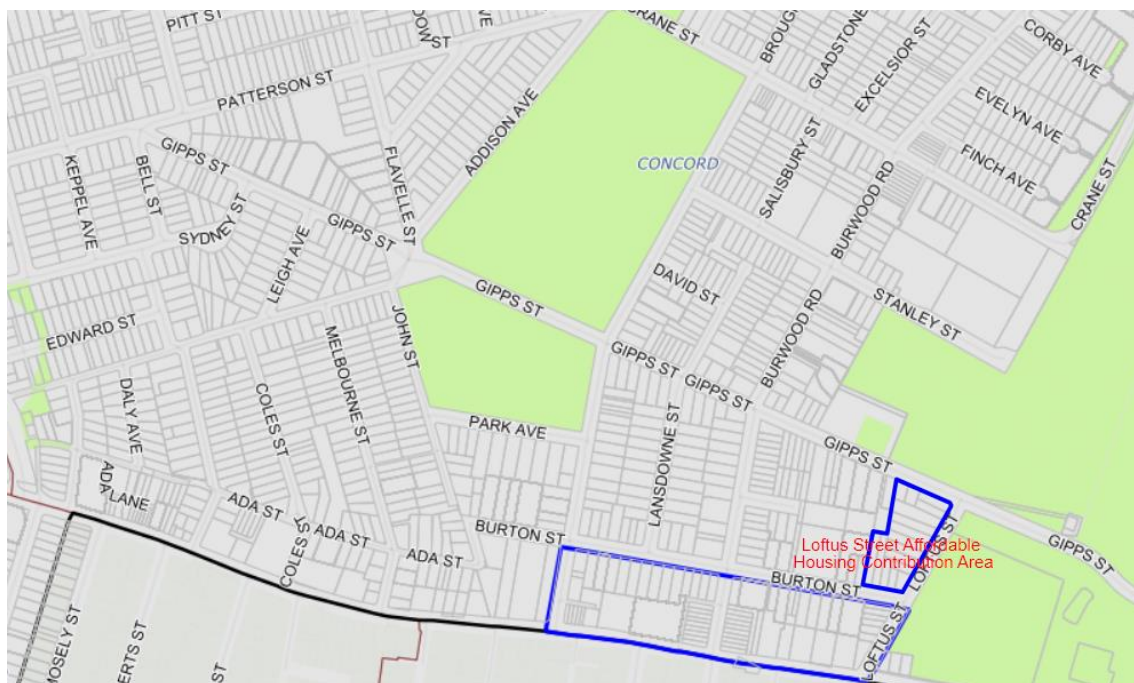 PITT ST
DOW
ST
AVE
CRANE ST
BROUG
GLADSTONE
EXCELSIOR ST
CORBY AVE
PATTERSON ST
ADDISON AVE
EVELYN AVE
GIPPS ST
KEPPEL AVE
BELL ST
FLAVELLE ST
CONCORD
SALISBURY ST
BURWOOD RD
FINCH AVE
CRANE ST
SYDNEY ST
GIPPS ST
LEIGH AVE
GIPPS ST
DAVID ST
STANLEY ST
EDWARD ST
MELBOURNE ST
JOHN ST
GIPPS ST
GIPPS ST
BURWOOD RD
DALY AVE
COLES ST
PARK AVE
LANSDOWNE ST
GIPPS ST
ADA LANE
ADA ST
COLES ST
ADA ST
ADA ST
BURTON ST
Loftus Street Affordable
Housing Contribution Area
LOFTUS ST
GIPPS ST
BURTON ST
LOFTUS ST
MOSELY ST
ERTS ST
ST